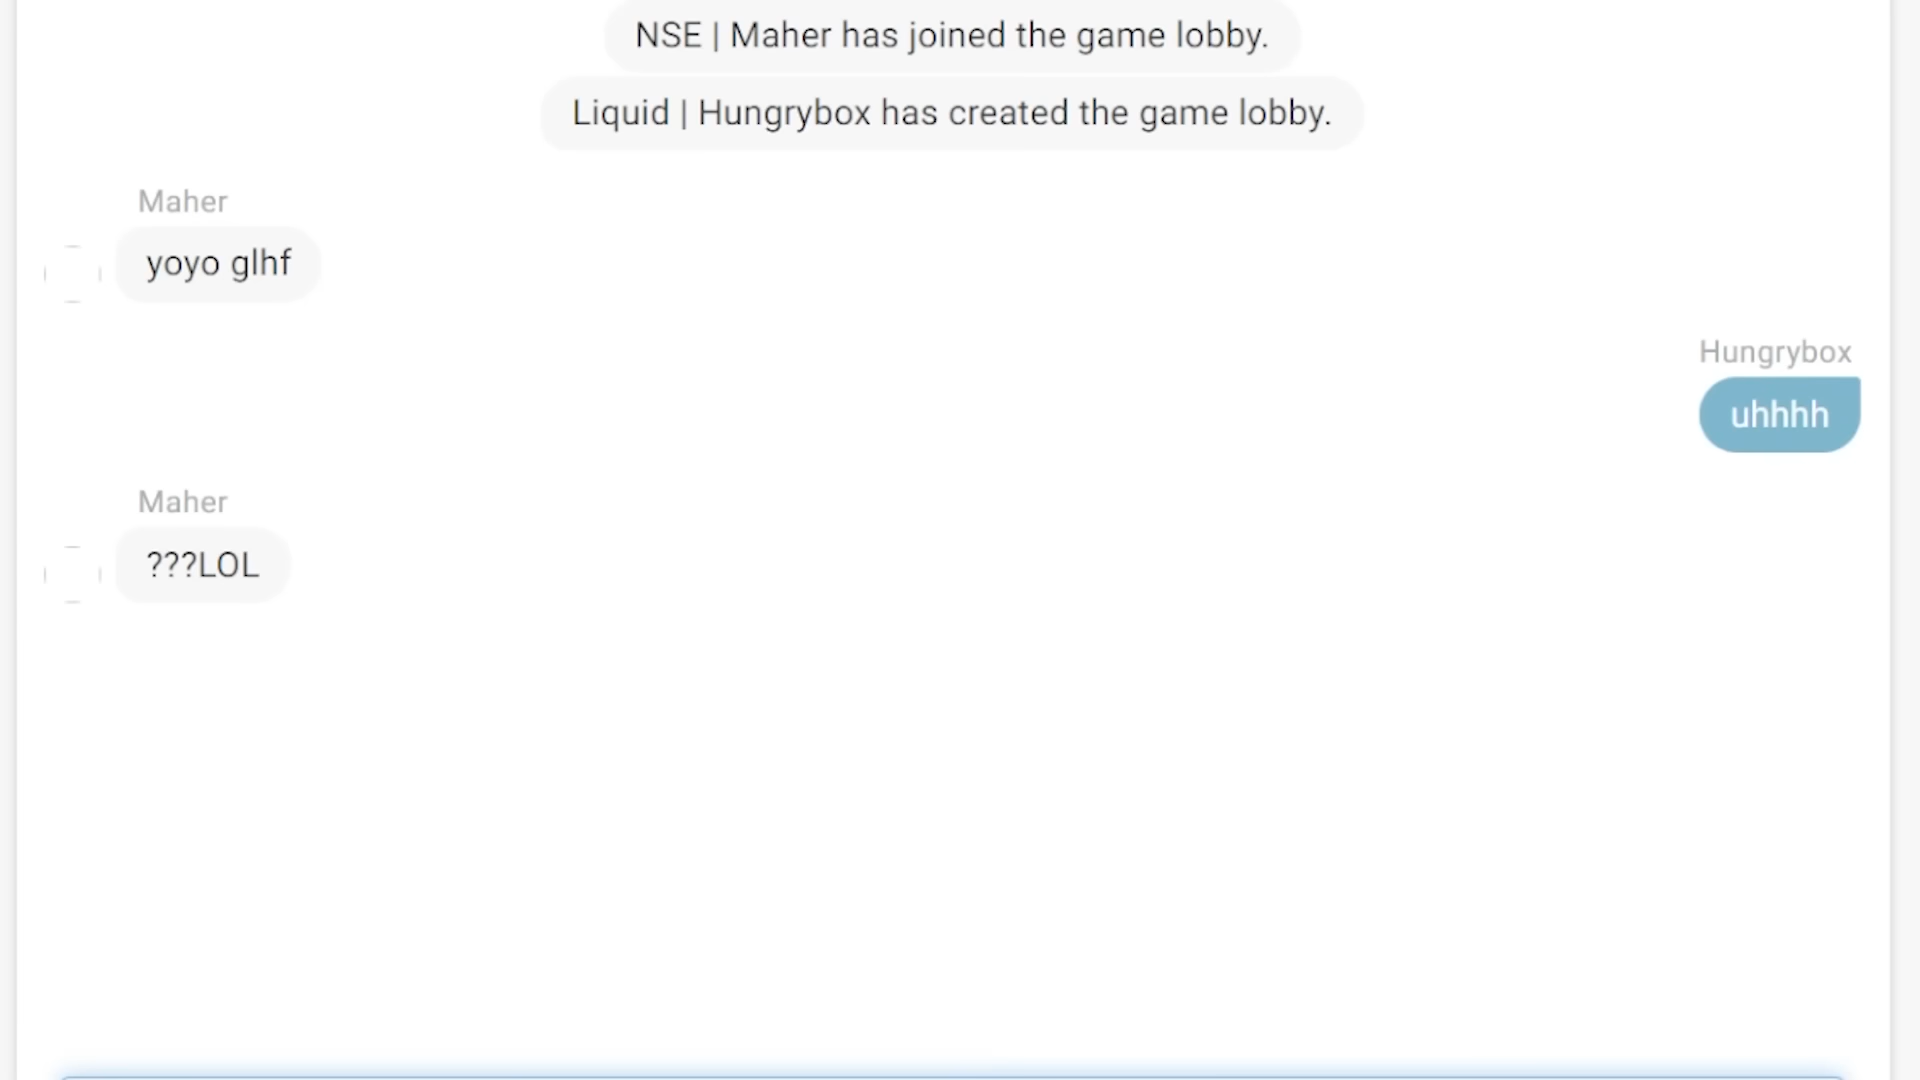 NSE | Maher has joined the game lobby.
Liquid | Hungrybox has created the game lobby.
Maher
yoyo glhf
Hungrybox
uhhhh
Maher
???LOL